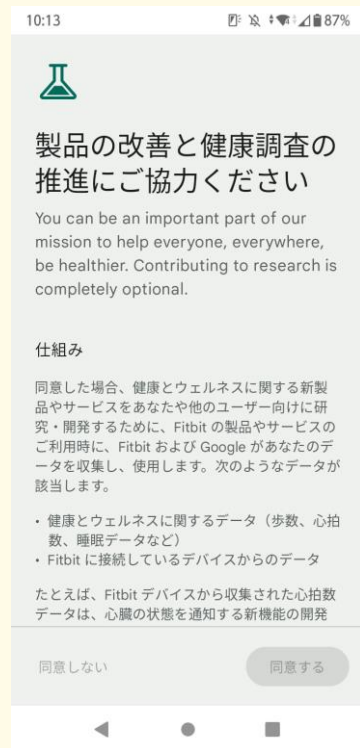 10:13
87%
製品の改善と健康調査の
推進にご協力ください
You can be an important part of our
mission to help everyone, everywhere,
be healthier. Contributing to research is
completely optional.
仕組み
同意した場合、健康とウェルネスに関する新製
品やサービスをあなたや他のユーザー向けに研
究・開発するために、Fitbit の製品やサービスの
ご利用時に、Fitbit および Google があなたのデ
ータを収集し、使用します。次のようなデータが
該当します。
• 健康とウェルネスに関するデータ（歩数、心拍
数、睡眠データなど）
• Fitbit に接続しているデバイスからのデータ
たとえば、Fitbit デバイスから収集された心拍数
データは、心臓の状態を通知する新機能の開発
同意しない
同意する